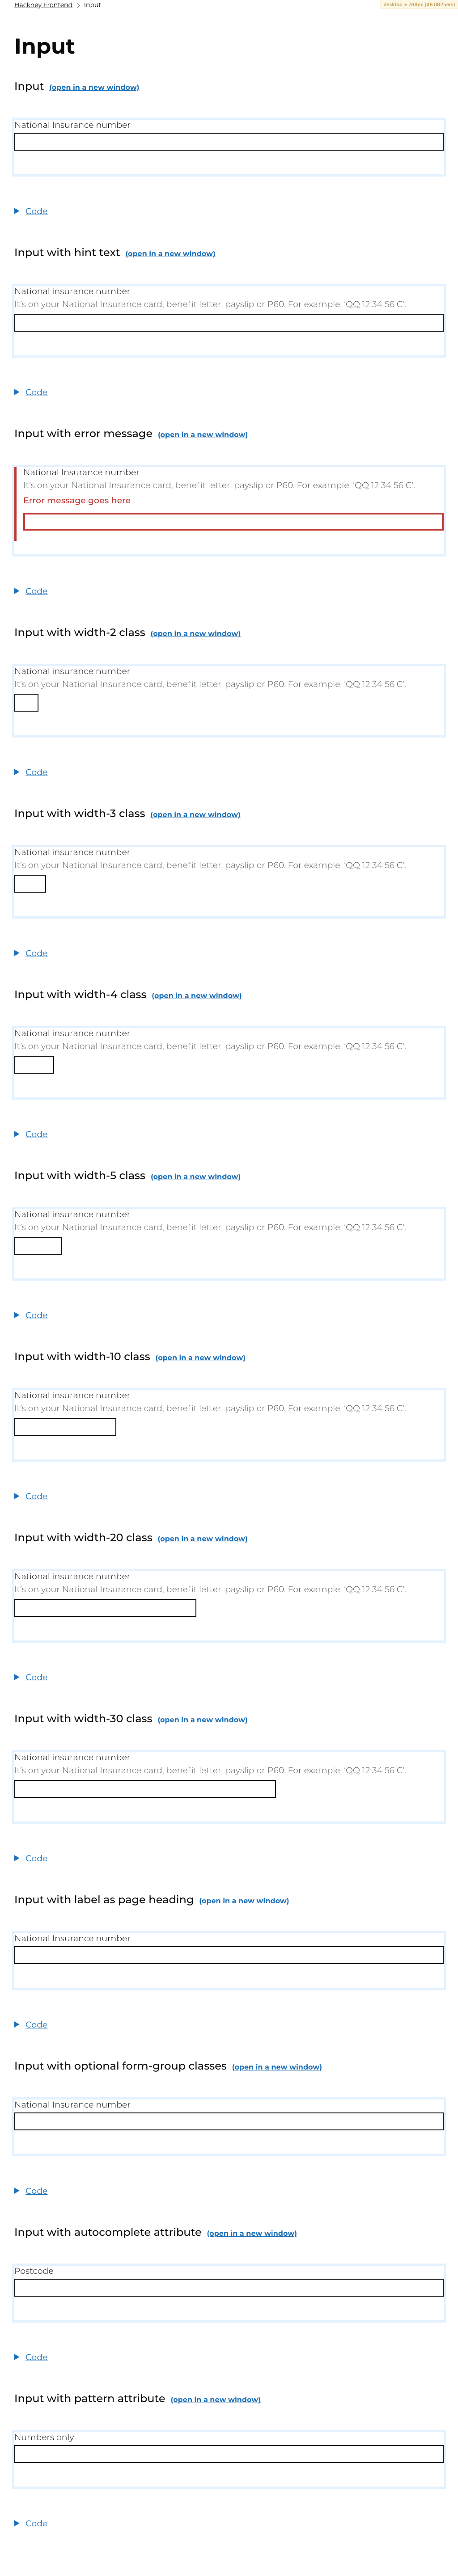 Hackney Frontend > Input
desktop ≥ 769px (48.0625em)
Input
Input (open in a new window)
National Insurance number
Code
Input with hint text (open in a new window)
National insurance number
It’s on your National Insurance card, benefit letter, payslip or P60. For example, ‘QQ 12 34 56 C’.
Code
Input with error message (open in a new window)
National Insurance number
It’s on your National Insurance card, benefit letter, payslip or P60. For example, ‘QQ 12 34 56 C’.
Error message goes here
Code
Input with width-2 class (open in a new window)
National insurance number
It’s on your National Insurance card, benefit letter, payslip or P60. For example, ‘QQ 12 34 56 C’.
Code
Input with width-3 class (open in a new window)
National insurance number
It’s on your National Insurance card, benefit letter, payslip or P60. For example, ‘QQ 12 34 56 C’.
Code
Input with width-4 class (open in a new window)
National insurance number
It’s on your National Insurance card, benefit letter, payslip or P60. For example, ‘QQ 12 34 56 C’.
Code
Input with width-5 class (open in a new window)
National insurance number
It’s on your National Insurance card, benefit letter, payslip or P60. For example, ‘QQ 12 34 56 C’.
Code
Input with width-10 class (open in a new window)
National insurance number
It’s on your National Insurance card, benefit letter, payslip or P60. For example, ‘QQ 12 34 56 C’.
Code
Input with width-20 class (open in a new window)
National insurance number
It’s on your National Insurance card, benefit letter, payslip or P60. For example, ‘QQ 12 34 56 C’.
Code
Input with width-30 class (open in a new window)
National insurance number
It’s on your National Insurance card, benefit letter, payslip or P60. For example, ‘QQ 12 34 56 C’.
Code
Input with label as page heading (open in a new window)
National Insurance number
Code
Input with optional form-group classes (open in a new window)
National Insurance number
Code
Input with autocomplete attribute (open in a new window)
Postcode
Code
Input with pattern attribute (open in a new window)
Numbers only
Code